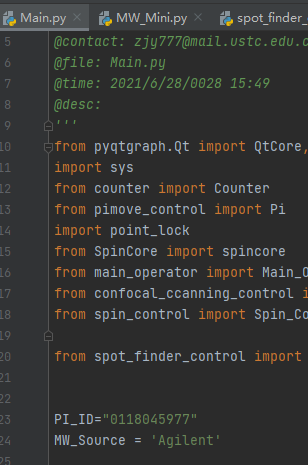 Main.py MW_Mini.py spot_finder_
5 @contact: zjy777@mail.ustc.edu.c
6 @file: Main.py
7 @time: 2021/6/28/0028 15:49
8 @desc:
9 '''
10 from pyqtgraph.Qt import QtCore,
11 import sys
12 from counter import Counter
13 from pimove_control import Pi
14 import point_lock
15 from SpinCore import spincore
16 from main_operator import Main_O
17 from confocal_ccanning_control i
18 from spin_control import Spin_Co
19
20 from spot_finder_control import
21
22
23 PI_ID="0118045977"
24 MW_Source = 'Agilent'
25